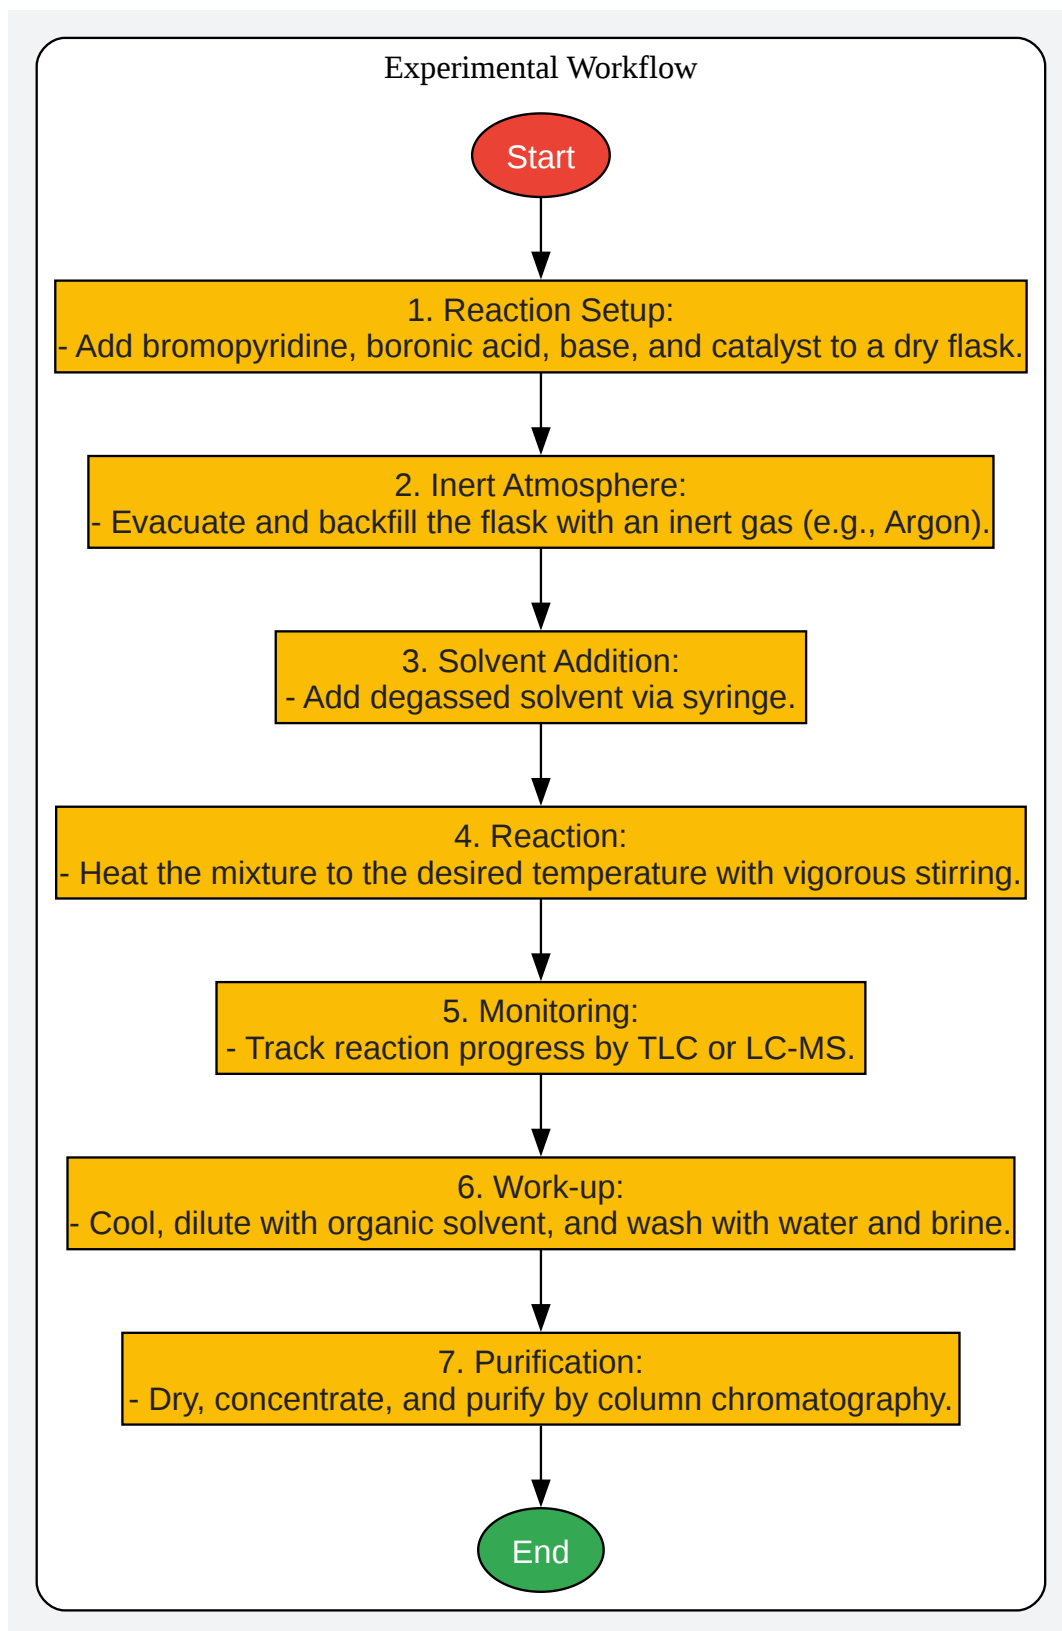 Experimental Workflow
Start
1. Reaction Setup:
- Add bromopyridine, boronic acid, base, and catalyst to a dry flask.
2. Inert Atmosphere:
- Evacuate and backfill the flask with an inert gas (e.g., Argon).
3. Solvent Addition:
- Add degassed solvent via syringe.
4. Reaction:
- Heat the mixture to the desired temperature with vigorous stirring.
5. Monitoring:
- Track reaction progress by TLC or LC-MS.
6. Work-up:
- Cool, dilute with organic solvent, and wash with water and brine.
7. Purification:
- Dry, concentrate, and purify by column chromatography.
End